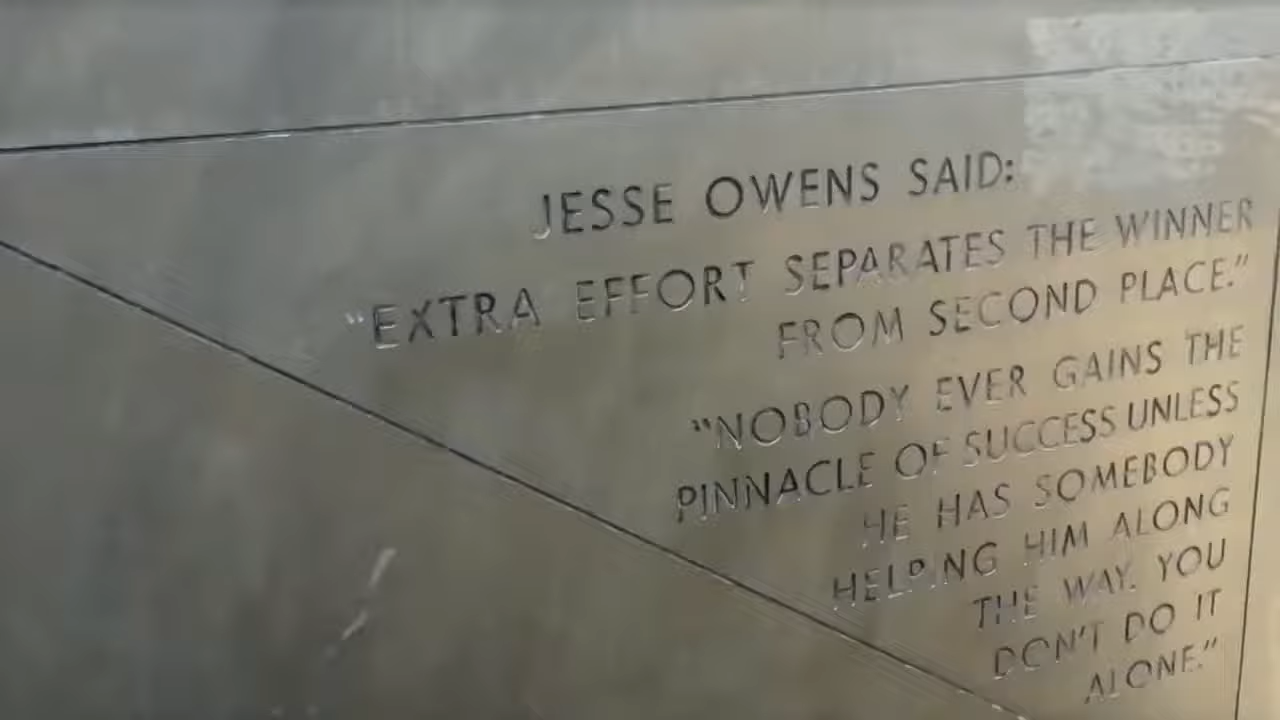 JESSE OWENS SAID:
“EXTRA EFFORT SEPARATES THE WINNER
FROM SECOND PLACE.”
“NOBODY EVER GAINS THE
PINNACLE OF SUCCESS UNLESS
HE HAS SOMEBODY
HELPING HIM ALONG
THE WAY. YOU
DON'T DO IT
ALONE.”